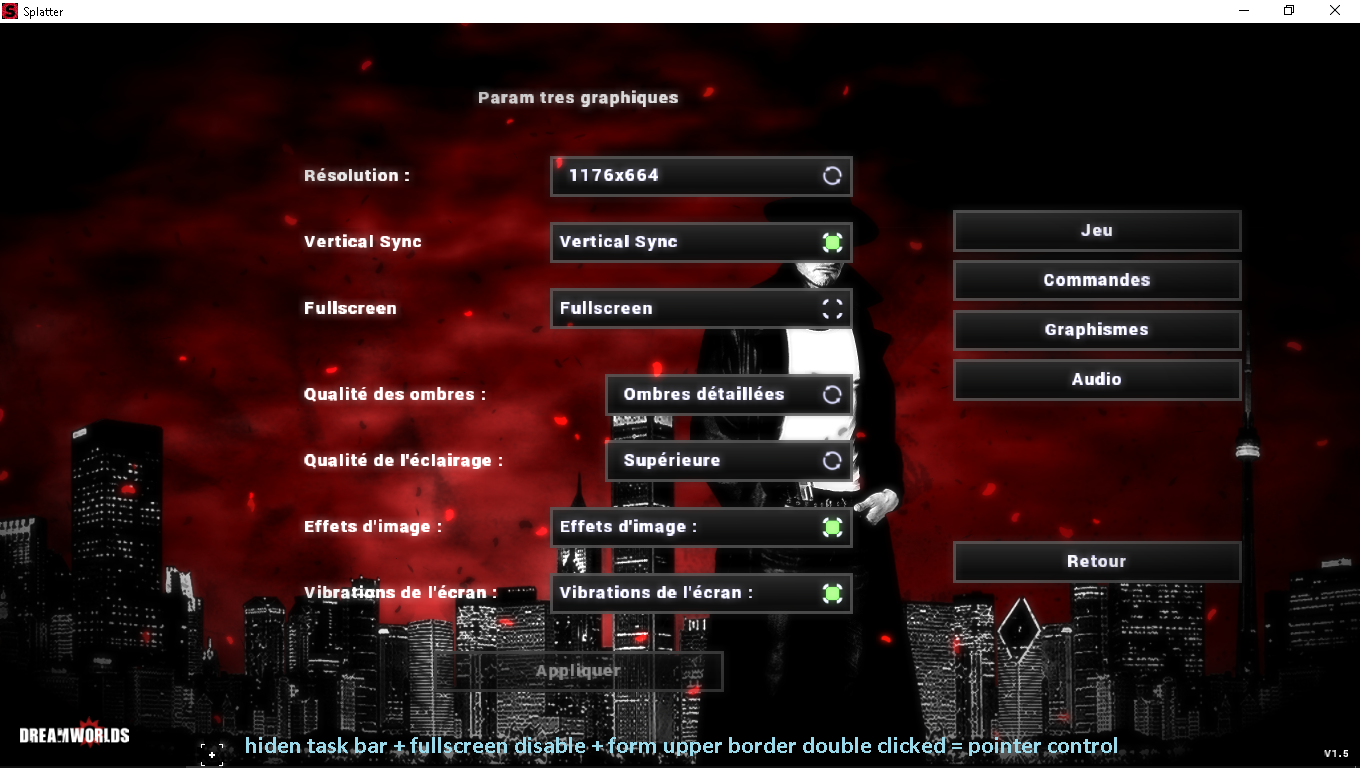 S Splatter
Param tres graphiques
Résolution :
1176x664
Vertical Sync
Vertical Sync
Fullscreen
Fullscreen
Qualité des ombres :
Ombres détaillées
Qualité de l'éclairage :
Supérieure
Effets d'image :
Effets d'image :
Vibrations de l'écran :
Vibrations de l'écran :
Appliquer
Jeu
Commandes
Graphismes
Audio
Retour
DREAMWORLDS
hiden task bar + fullscreen disable + form upper border double clicked = pointer control
V1.5